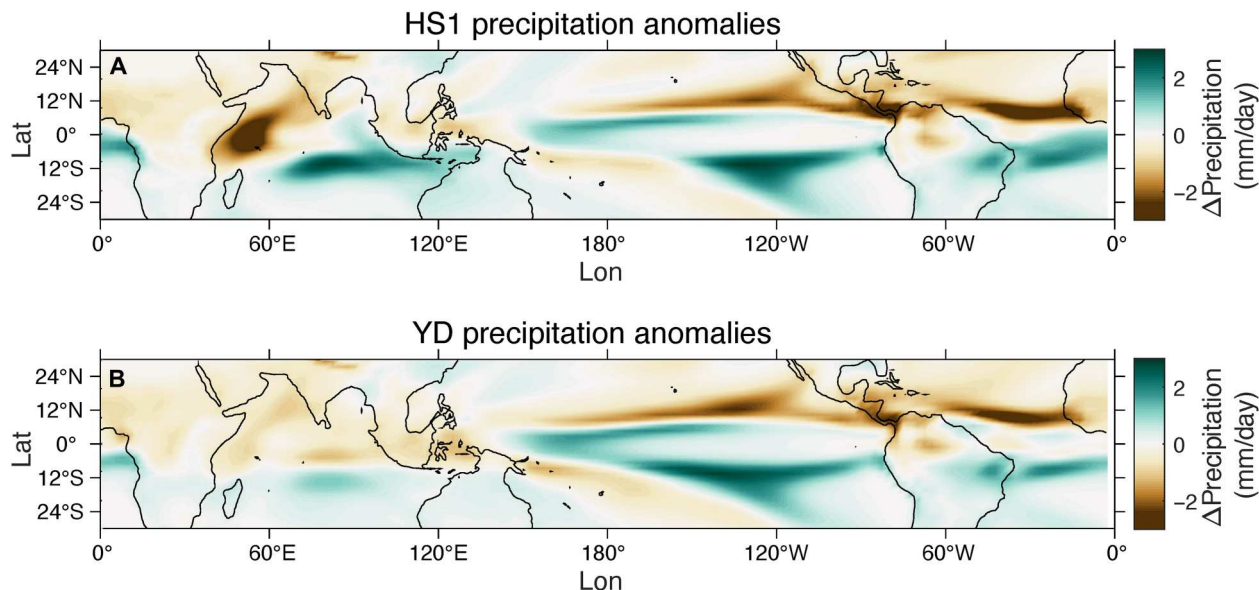 HS1 precipitation anomalies
A
24°N
12°N
0°
12°S
24°S
Lat
0°
60°E
120°E
180°
120°W
60°W
0°
Lon
2
0
−2
ΔPrecipitation
(mm/day)
YD precipitation anomalies
B
24°N
12°N
0°
12°S
24°S
Lat
0°
60°E
120°E
180°
120°W
60°W
0°
Lon
2
0
−2
ΔPrecipitation
(mm/day)